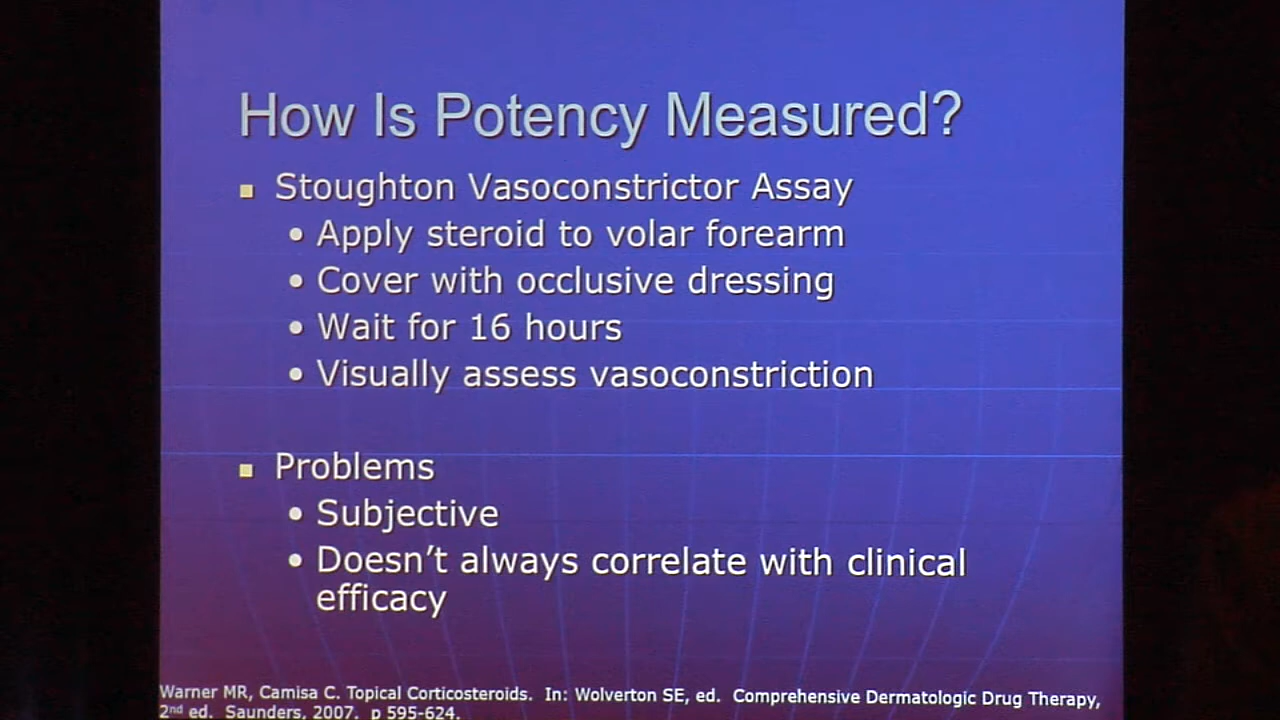 How Is Potency Measured?
Stoughton Vasoconstrictor Assay
Apply steroid to volar forearm
Cover with occlusive dressing
Wait for 16 hours
Visually assess vasoconstriction
Problems
Subjective
Doesn't always correlate with clinical
efficacy
Warner MR, Camisa C. Topical Corticosteroids. In: Wolverton SE, ed. Comprehensive Dermatologic Drug Therapy,
2nd ed. Saunders, 2007. p 595-624.